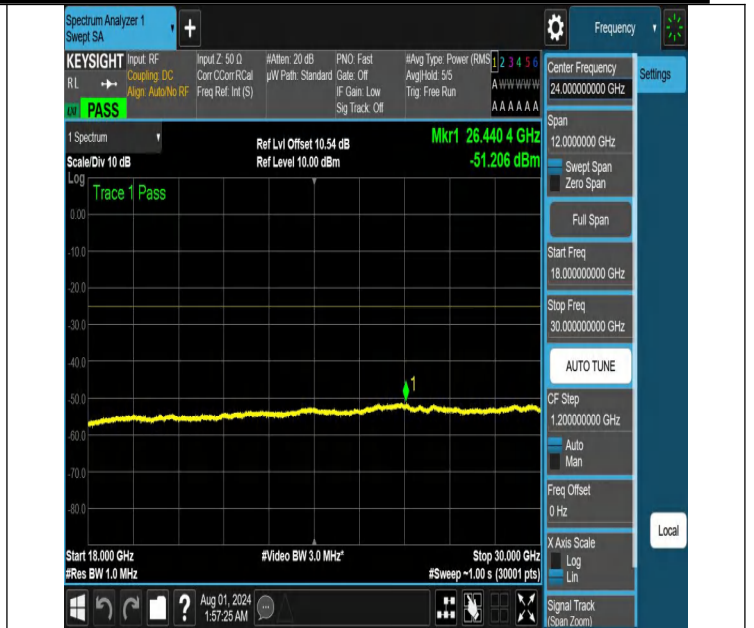 Spectrum Analyzer 1
Swept SA
+
Frequency
KEYSIGHT
RL
PASS
Input: RF
Coupling: DC
Align: Auto/No RF
Input Z: 50 Ω
Corr CCorr RCal
Freq Ref: Int (S)
#Atten: 20 dB
µW Path: Standard
PNO: Fast
Gate: Off
IF Gain: Low
Sig Track: Off
#Avg Type: Power (RMS
Avg|Hold: 5/5
Trig: Free Run
1 2 3 4 5 6
A W W W W W
A A A A A A
1 Spectrum
Scale/Div 10 dB
Ref Lvl Offset 10.54 dB
Ref Level 10.00 dBm
Mkr1 26.440 4 GHz
-51.206 dBm
Log
Trace 1 Pass
0.00
-10.0
-20.0
-30.0
-40.0
-50.0
-60.0
-70.0
-80.0
1
Start 18.000 GHz
#Res BW 1.0 MHz
#Video BW 3.0 MHz*
Stop 30.000 GHz
#Sweep ~1.00 s (30001 pts)
Center Frequency
24.000000000 GHz
Settings
Span
12.0000000 GHz
Swept Span
Zero Span
Full Span
Start Freq
18.000000000 GHz
Stop Freq
30.000000000 GHz
AUTO TUNE
CF Step
1.200000000 GHz
Auto
Man
Freq Offset
0 Hz
X Axis Scale
Log
Lin
Local
Signal Track
(Span Zoom)
?
Aug 01, 2024
1:57:25 AM